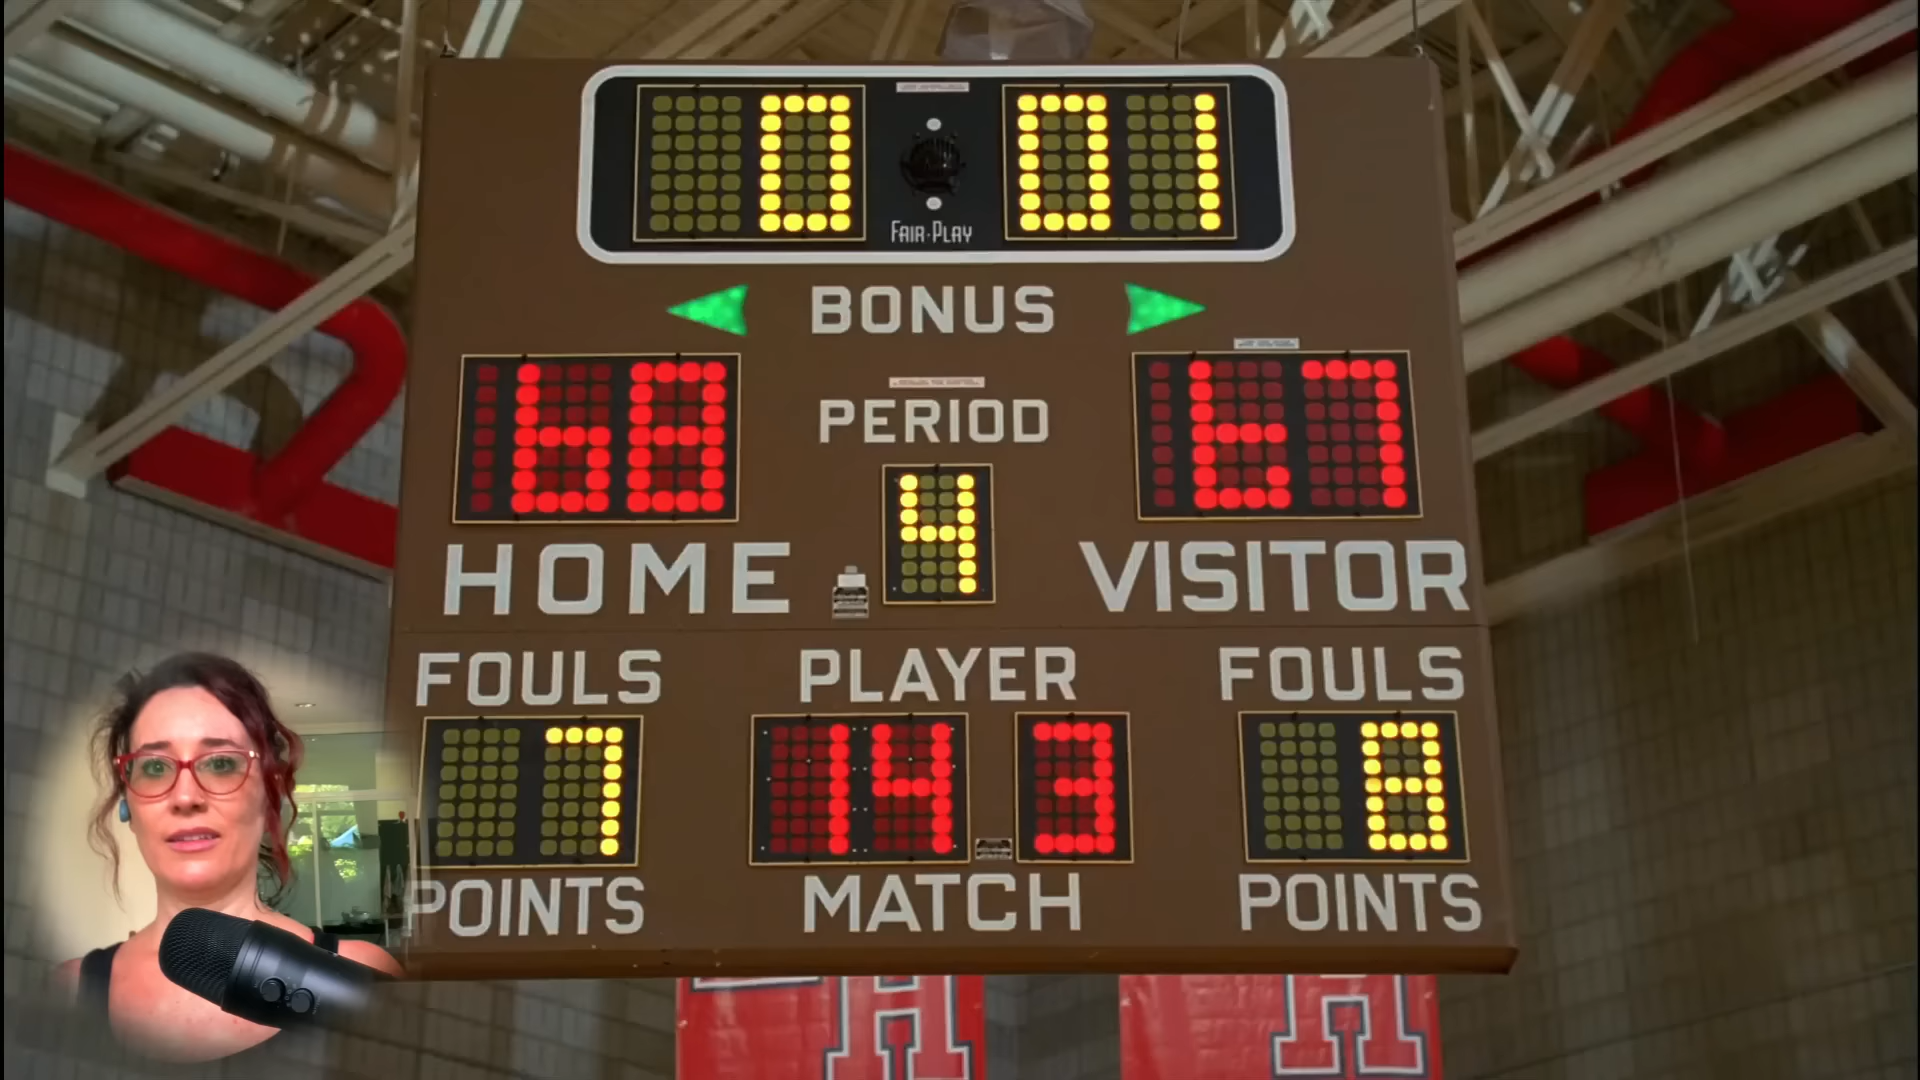 0 01
FAIR-PLAY
BONUS
68 PERIOD 67
4
HOME VISITOR
FOULS PLAYER FOULS
7 14 3 8
POINTS MATCH POINTS
A A